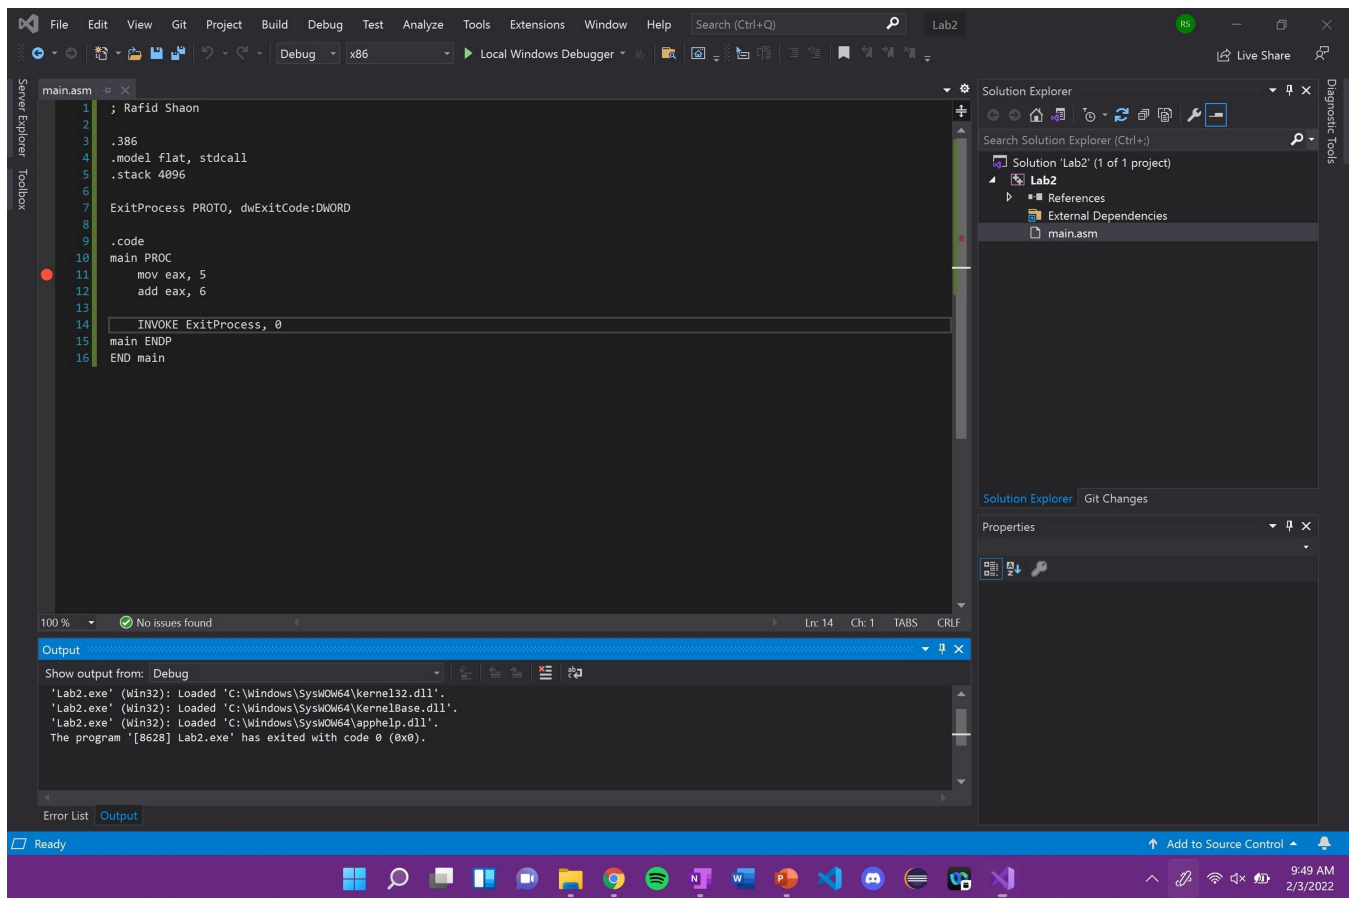 File Edit View Git Project Build Debug Test Analyze Tools Extensions Window Help Search (Ctrl+Q) Lab2 RS
Debug x86 Local Windows Debugger Live Share
Server Explorer
Toolbox
main.asm
1 ; Rafid Shaon
2
3 .386
4 .model flat, stdcall
5 .stack 4096
6
7 ExitProcess PROTO, dwExitCode:DWORD
8
9 .code
10 main PROC
11 mov eax, 5
12 add eax, 6
13
14 INVOKE ExitProcess, 0
15 main ENDP
16 END main
100 % No issues found Ln: 14 Ch: 1 TABS CRLF
Output
Show output from: Debug
'Lab2.exe' (Win32): Loaded 'C:\Windows\SysWOW64\kernel32.dll'.
'Lab2.exe' (Win32): Loaded 'C:\Windows\SysWOW64\KernelBase.dll'.
'Lab2.exe' (Win32): Loaded 'C:\Windows\SysWOW64\apphelp.dll'.
The program '[8628] Lab2.exe' has exited with code 0 (0x0).
Error List Output
Solution Explorer
Search Solution Explorer (Ctrl+;)
Solution 'Lab2' (1 of 1 project)
Lab2
References
External Dependencies
main.asm
Solution Explorer Git Changes
Properties
Diagnostic Tools
Ready Add to Source Control
9:49 AM
2/3/2022